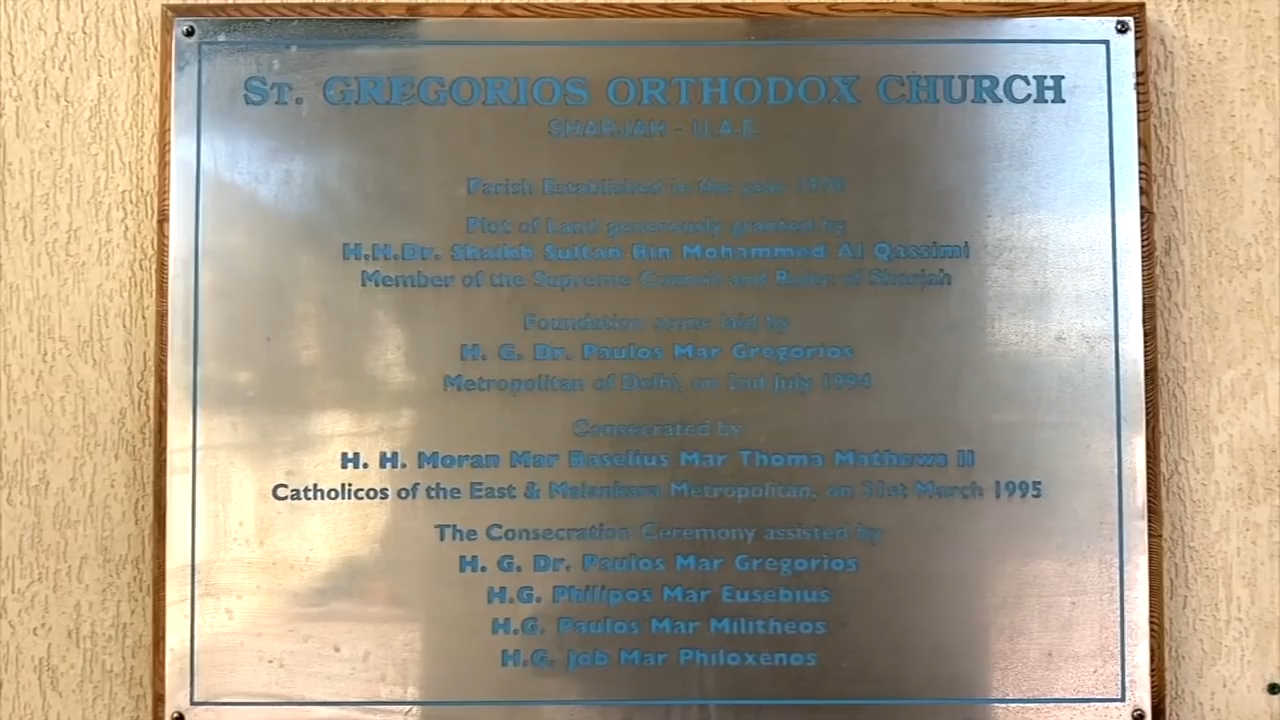 ST. GREGORIOS ORTHODOX CHURCH
SHARJAH - U.A.E.
Parish Established in the year
Plot of Land generously granted by
H.H.Dr. Shaikh Sultan Bin Mohammed Al Qassimi
Member of the Supreme Council and Ruler of Sharjah
Foundation stone laid by
H. G. Dr. Paulos Mar Gregorios
Metropolitan of Delhi, on 2nd July 1994
Consecrated by
H. H. Moran Mar Baselius Mar Thoma Mathews II
Catholicos of the East & Malankara Metropolitan, on 31st March 1995
The Consecration Ceremony assisted by
H. G. Dr. Paulos Mar Gregorios
H.G. Philipos Mar Eusebius
H.G. Paulos Mar Militheos
H.G. Job Mar Philoxenos